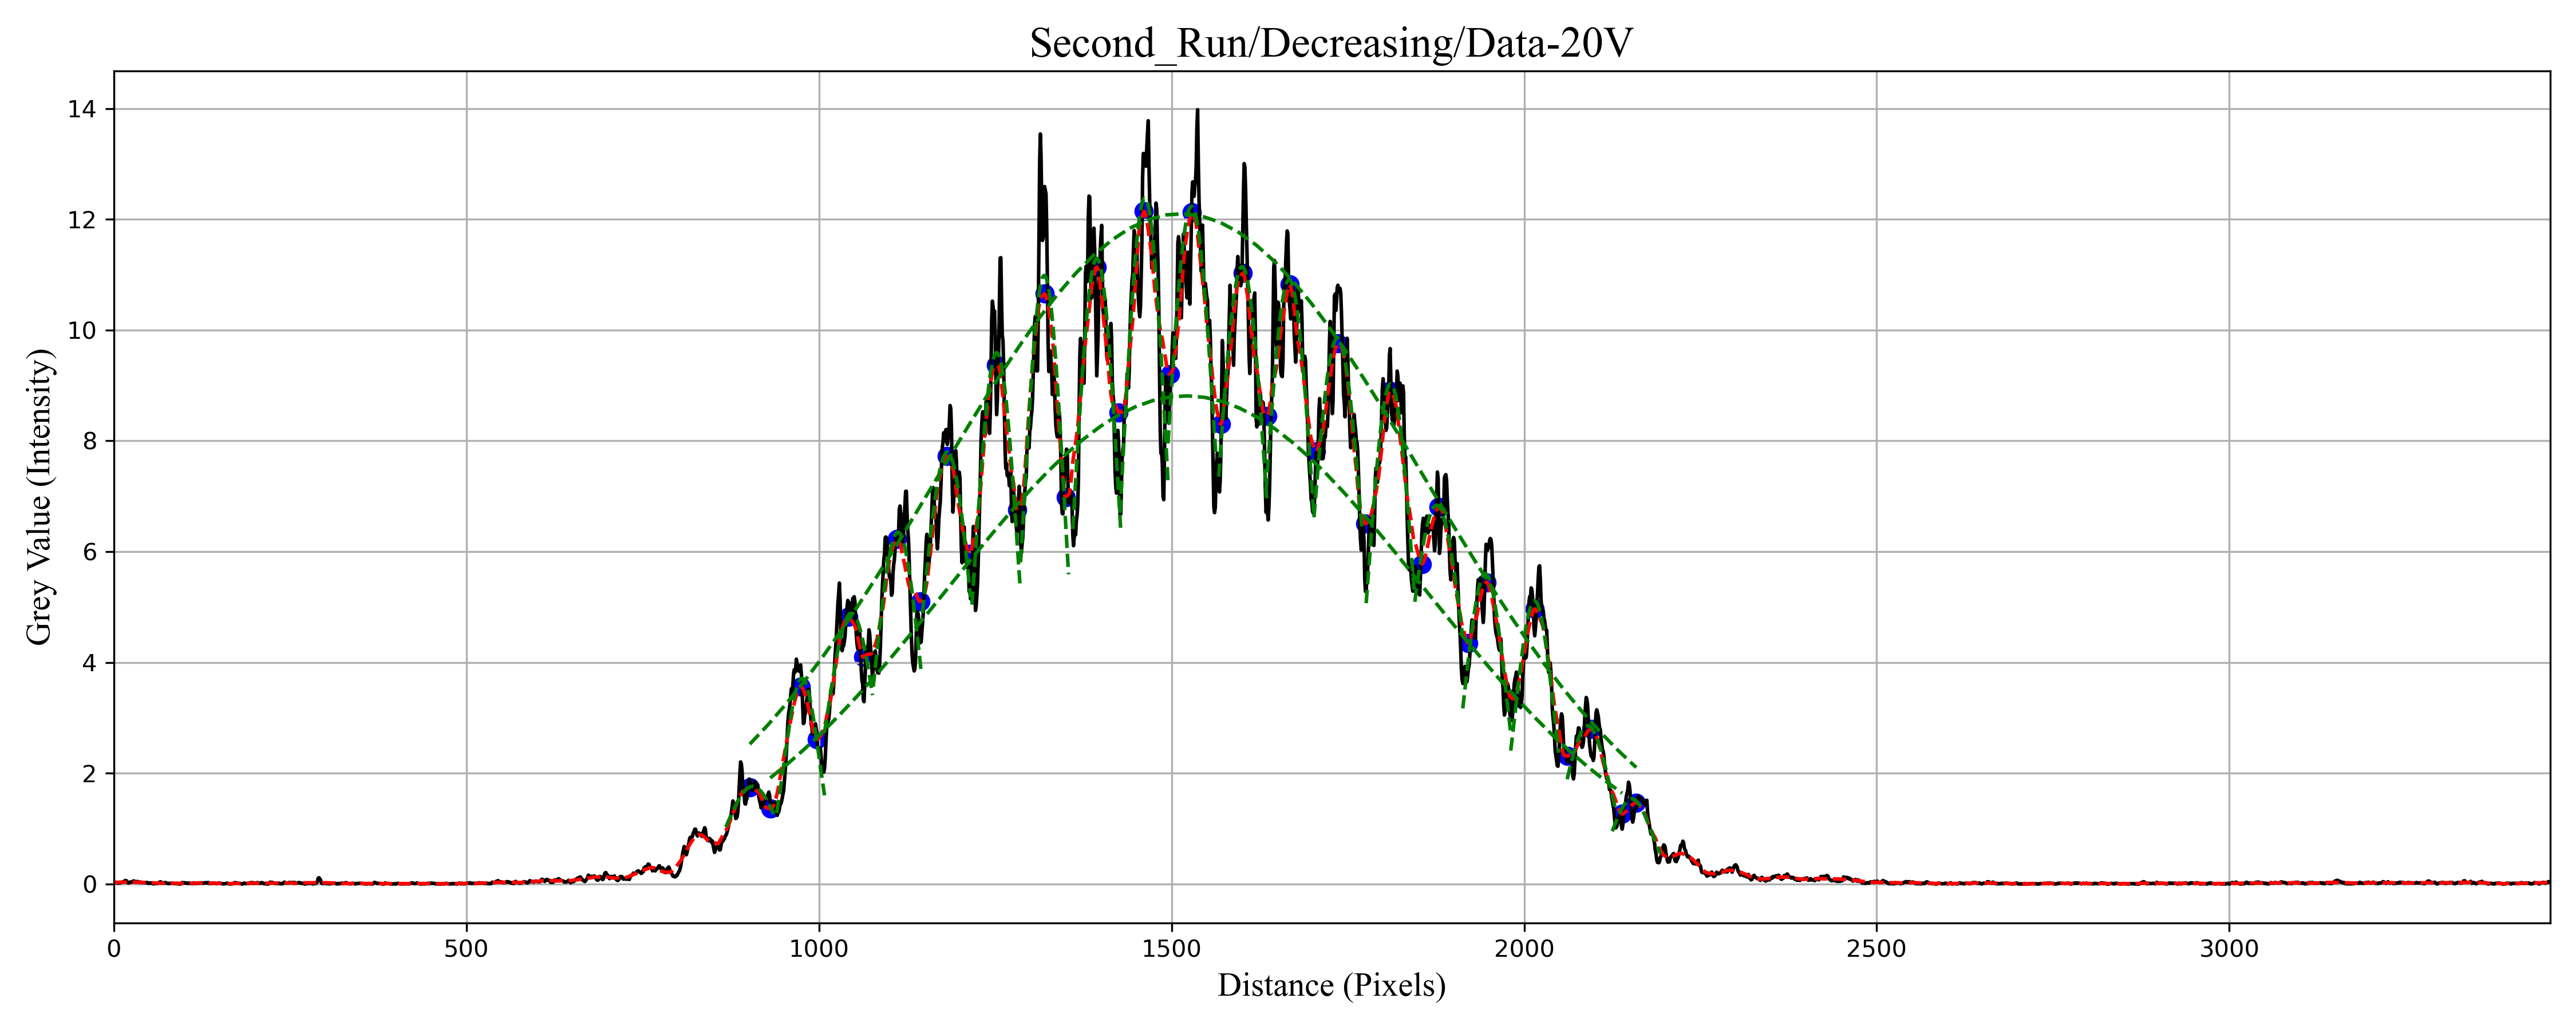 Second_Run/Decreasing/Data-20V
Grey Value (Intensity)
14
12
10
8
6
4
2
0
0 500 1000 1500 2000 2500 3000
Distance (Pixels)